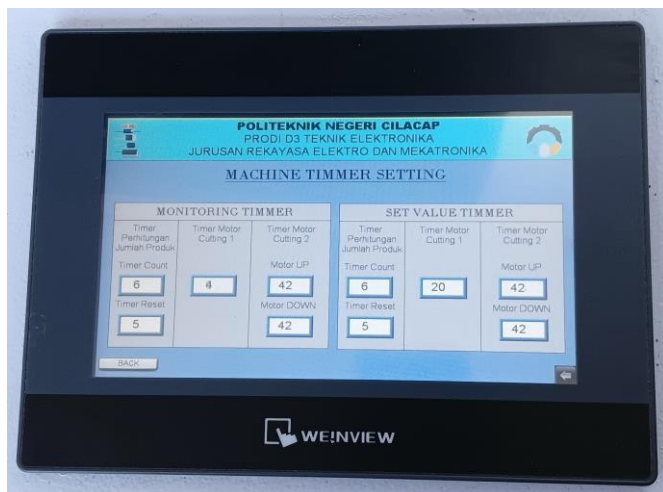 POLITEKNIK NEGERI CILACAP
PRODI D3 TEKNIK ELEKTRONIKA
JURUSAN REKAYASA ELEKTRO DAN MEKATRONIKA
MACHINE TIMMER SETTING
MONITORING TIMMER
Timer Perhitungan Jumlah Produk
Timer Motor Cutting 1
Timer Motor Cutting 2
Timer Count
Motor UP
6
4
42
Timer Reset
Motor DOWN
5
42
SET VALUE TIMMER
Timer Perhitungan Jumlah Produk
Timer Motor Cutting 1
Timer Motor Cutting 2
Timer Count
Motor UP
6
20
42
Timer Reset
Motor DOWN
5
42
BACK
WE!NVIEW